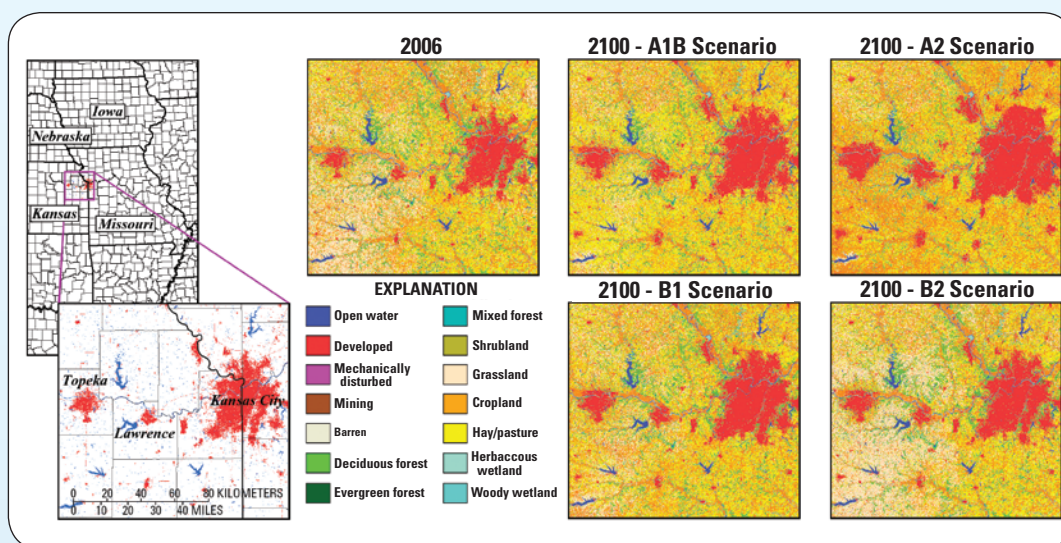 2006
2100 - A1B Scenario
2100 - A2 Scenario
Iowa
Nebraska
Kansas
Missouri
EXPLANATION
Open water
Developed
Mechanically
disturbed
Mining
Barren
Deciduous forest
Evergreen forest
Mixed forest
Shrubland
Grassland
Cropland
Hay/pasture
Herbaccous
wetland
Woody wetland
2100 - B1 Scenario
2100 - B2 Scenario
Topeka
Kansas City
Lawrence
0 20 40 60 80 KILOMETERS
0 10 20 30 40 MILES